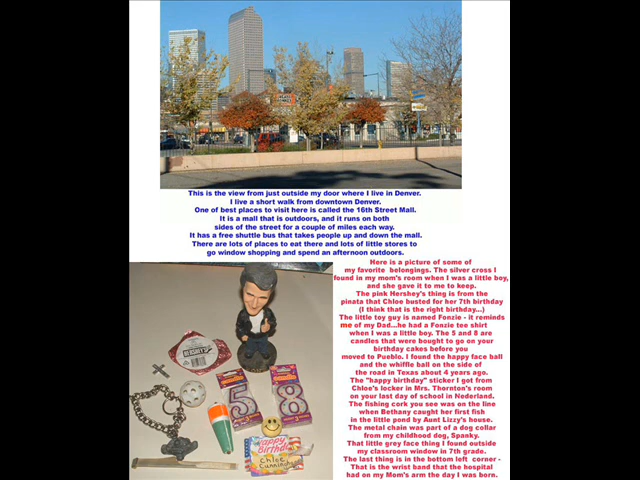 This is the view from just outside my door where I live in Denver.
I live a short walk from downtown Denver.
One of best places to visit here is called the 16th Street Mall.
It is a mall that is outdoors, and it runs on both
sides of the street for a couple of miles each way.
It has a free shuttle bus that takes people up and down the mall.
There are lots of places to eat there and lots of little stores to
go window shopping and spend an afternoon outdoors.
Here is a picture of some of
my favorite belongings. The silver cross I
found in my mom's room when I was a little boy,
and she gave it to me to keep.
The pink Hershey's thing is from the
pinata that Chloe busted for her 7th birthday
(I think that is the right birthday...)
The little toy guy is named Fonzie - it reminds
me of my Dad...he had a Fonzie tee shirt
when I was a little boy. The 5 and 8 are
candles that were bought to go on your
birthday cakes before you
moved to Pueblo. I found the happy face ball
and the whiffle ball on the side of
the road in Texas about 4 years ago.
The "happy birthday" sticker I got from
Chloe's locker in Mrs. Thornton's room
on your last day of school in Nederland.
The fishing cork you see was on the line
when Bethany caught her first fish
in the little pond by Aunt Lizzy's house.
The metal chain was part of a dog collar
from my childhood dog, Spanky.
That little grey face thing I found outside
my classroom window in 7th grade.
The last thing is in the bottom left corner -
That is the wrist band that the hospital
had on my Mom's arm the day I was born.
HERSHEY'S
5
8
Happy
Birthday
Chloe